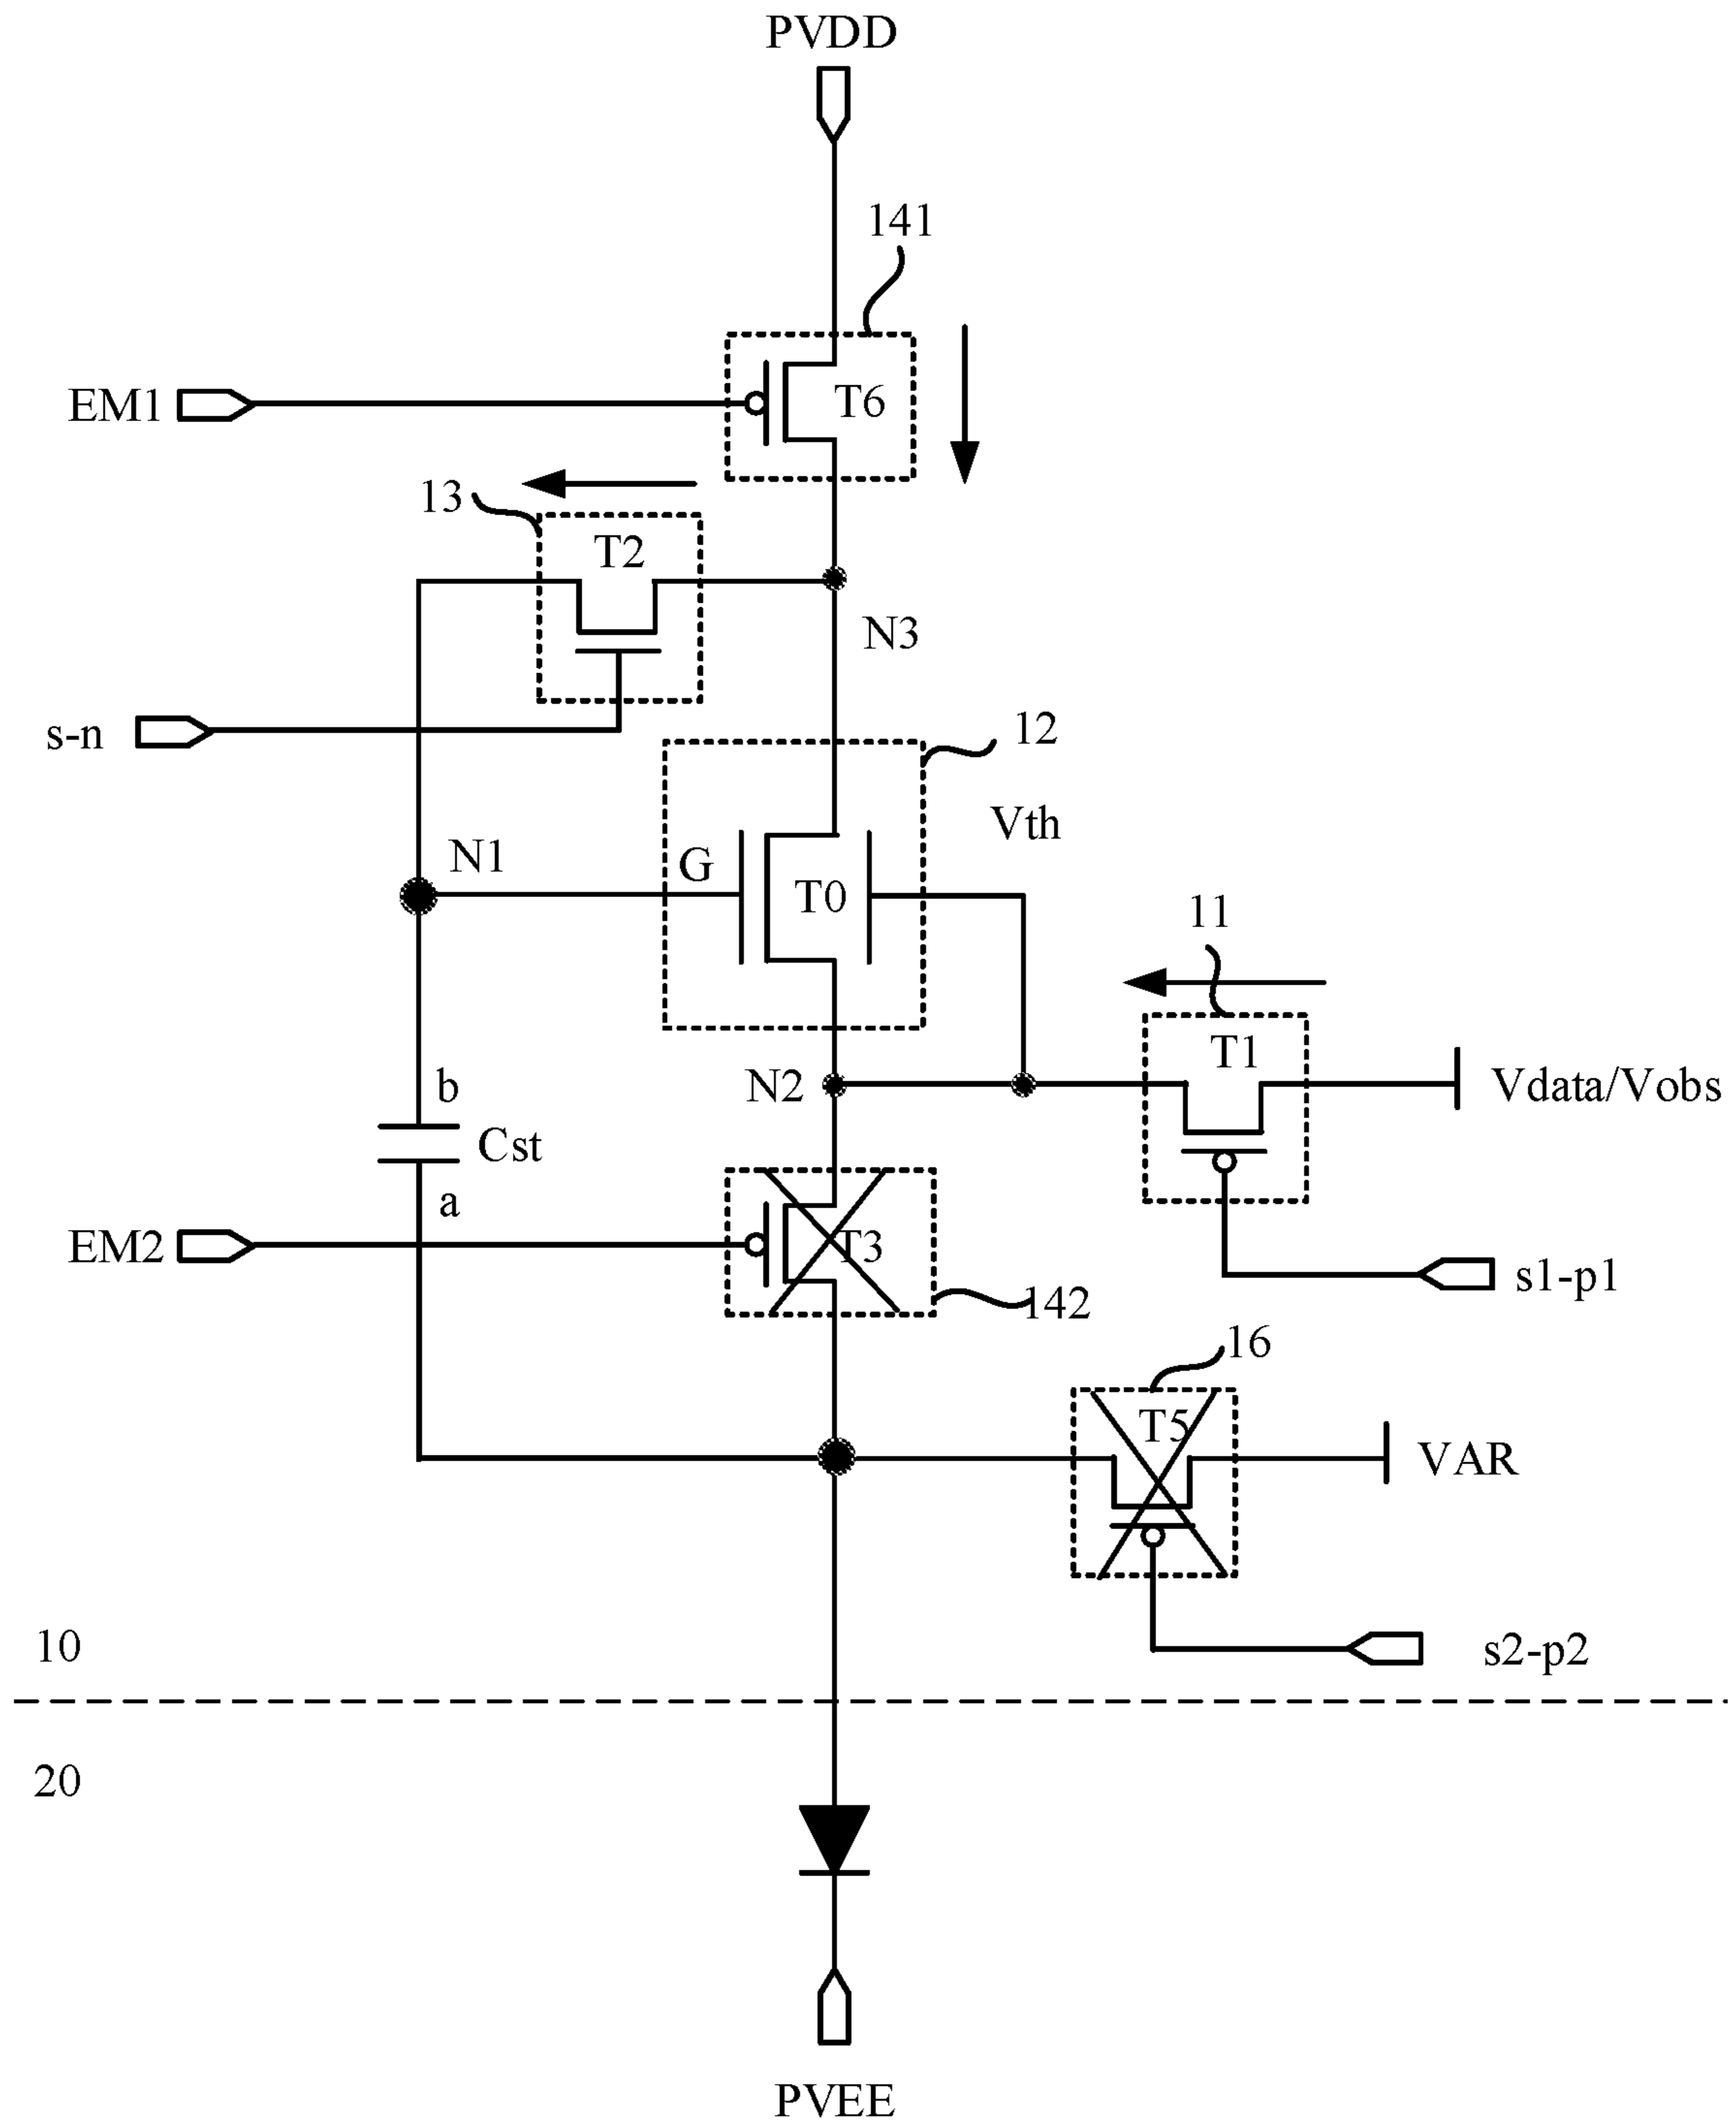 PVDD
141
EM1
T6
13
T2
N3
s-n
12
Vth
N1
G
T0
11
T1
b
N2
Vdata/Vobs
Cst
a
EM2
T3
s1-p1
142
16
T5
VAR
10
s2-p2
20
PVEE